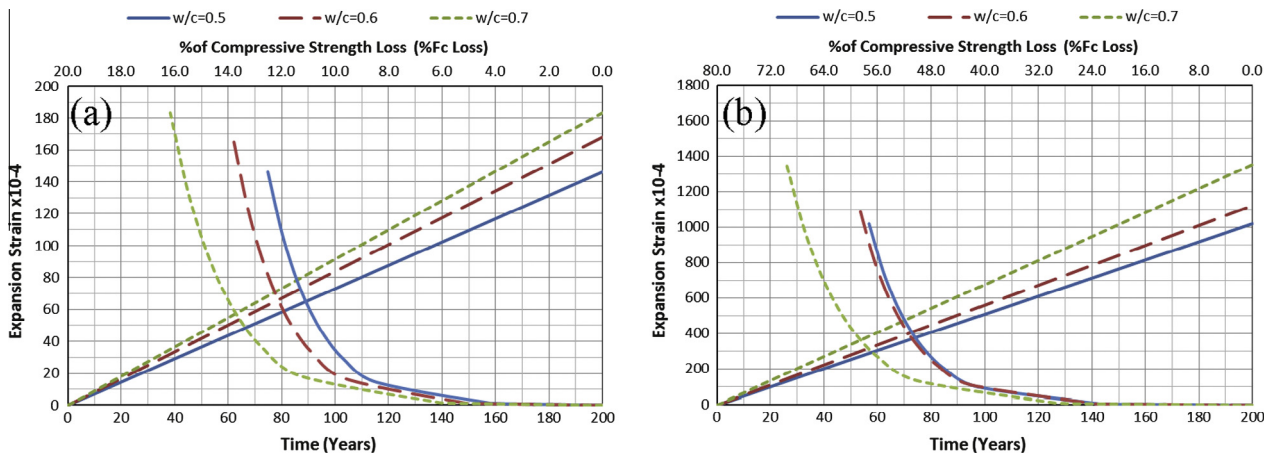 w/c=0.5 w/c=0.6 w/c=0.7
%of Compressive Strength Loss (%Fc Loss)
20.0 18.0 16.0 14.0 12.0 10.0 8.0 6.0 4.0 2.0 0.0
(a)
200
180
160
140
120
100
80
60
40
20
0
Expansion Strain x10-4
0 20 40 60 80 100 120 140 160 180 200
Time (Years)
w/c=0.5 w/c=0.6 w/c=0.7
%of Compressive Strength Loss (%Fc Loss)
80.0 72.0 64.0 56.0 48.0 40.0 32.0 24.0 16.0 8.0 0.0
(b)
1800
1600
1400
1200
1000
800
600
400
200
0
Expansion Strain x10-4
0 20 40 60 80 100 120 140 160 180 200
Time (Years)